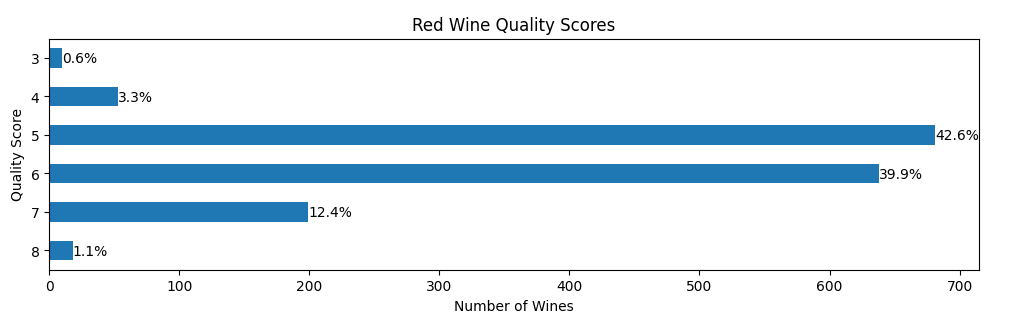 Red Wine Quality Scores
Quality Score
3 0.6%
4 3.3%
5 42.6%
6 39.9%
7 12.4%
8 1.1%
0 100 200 300 400 500 600 700
Number of Wines